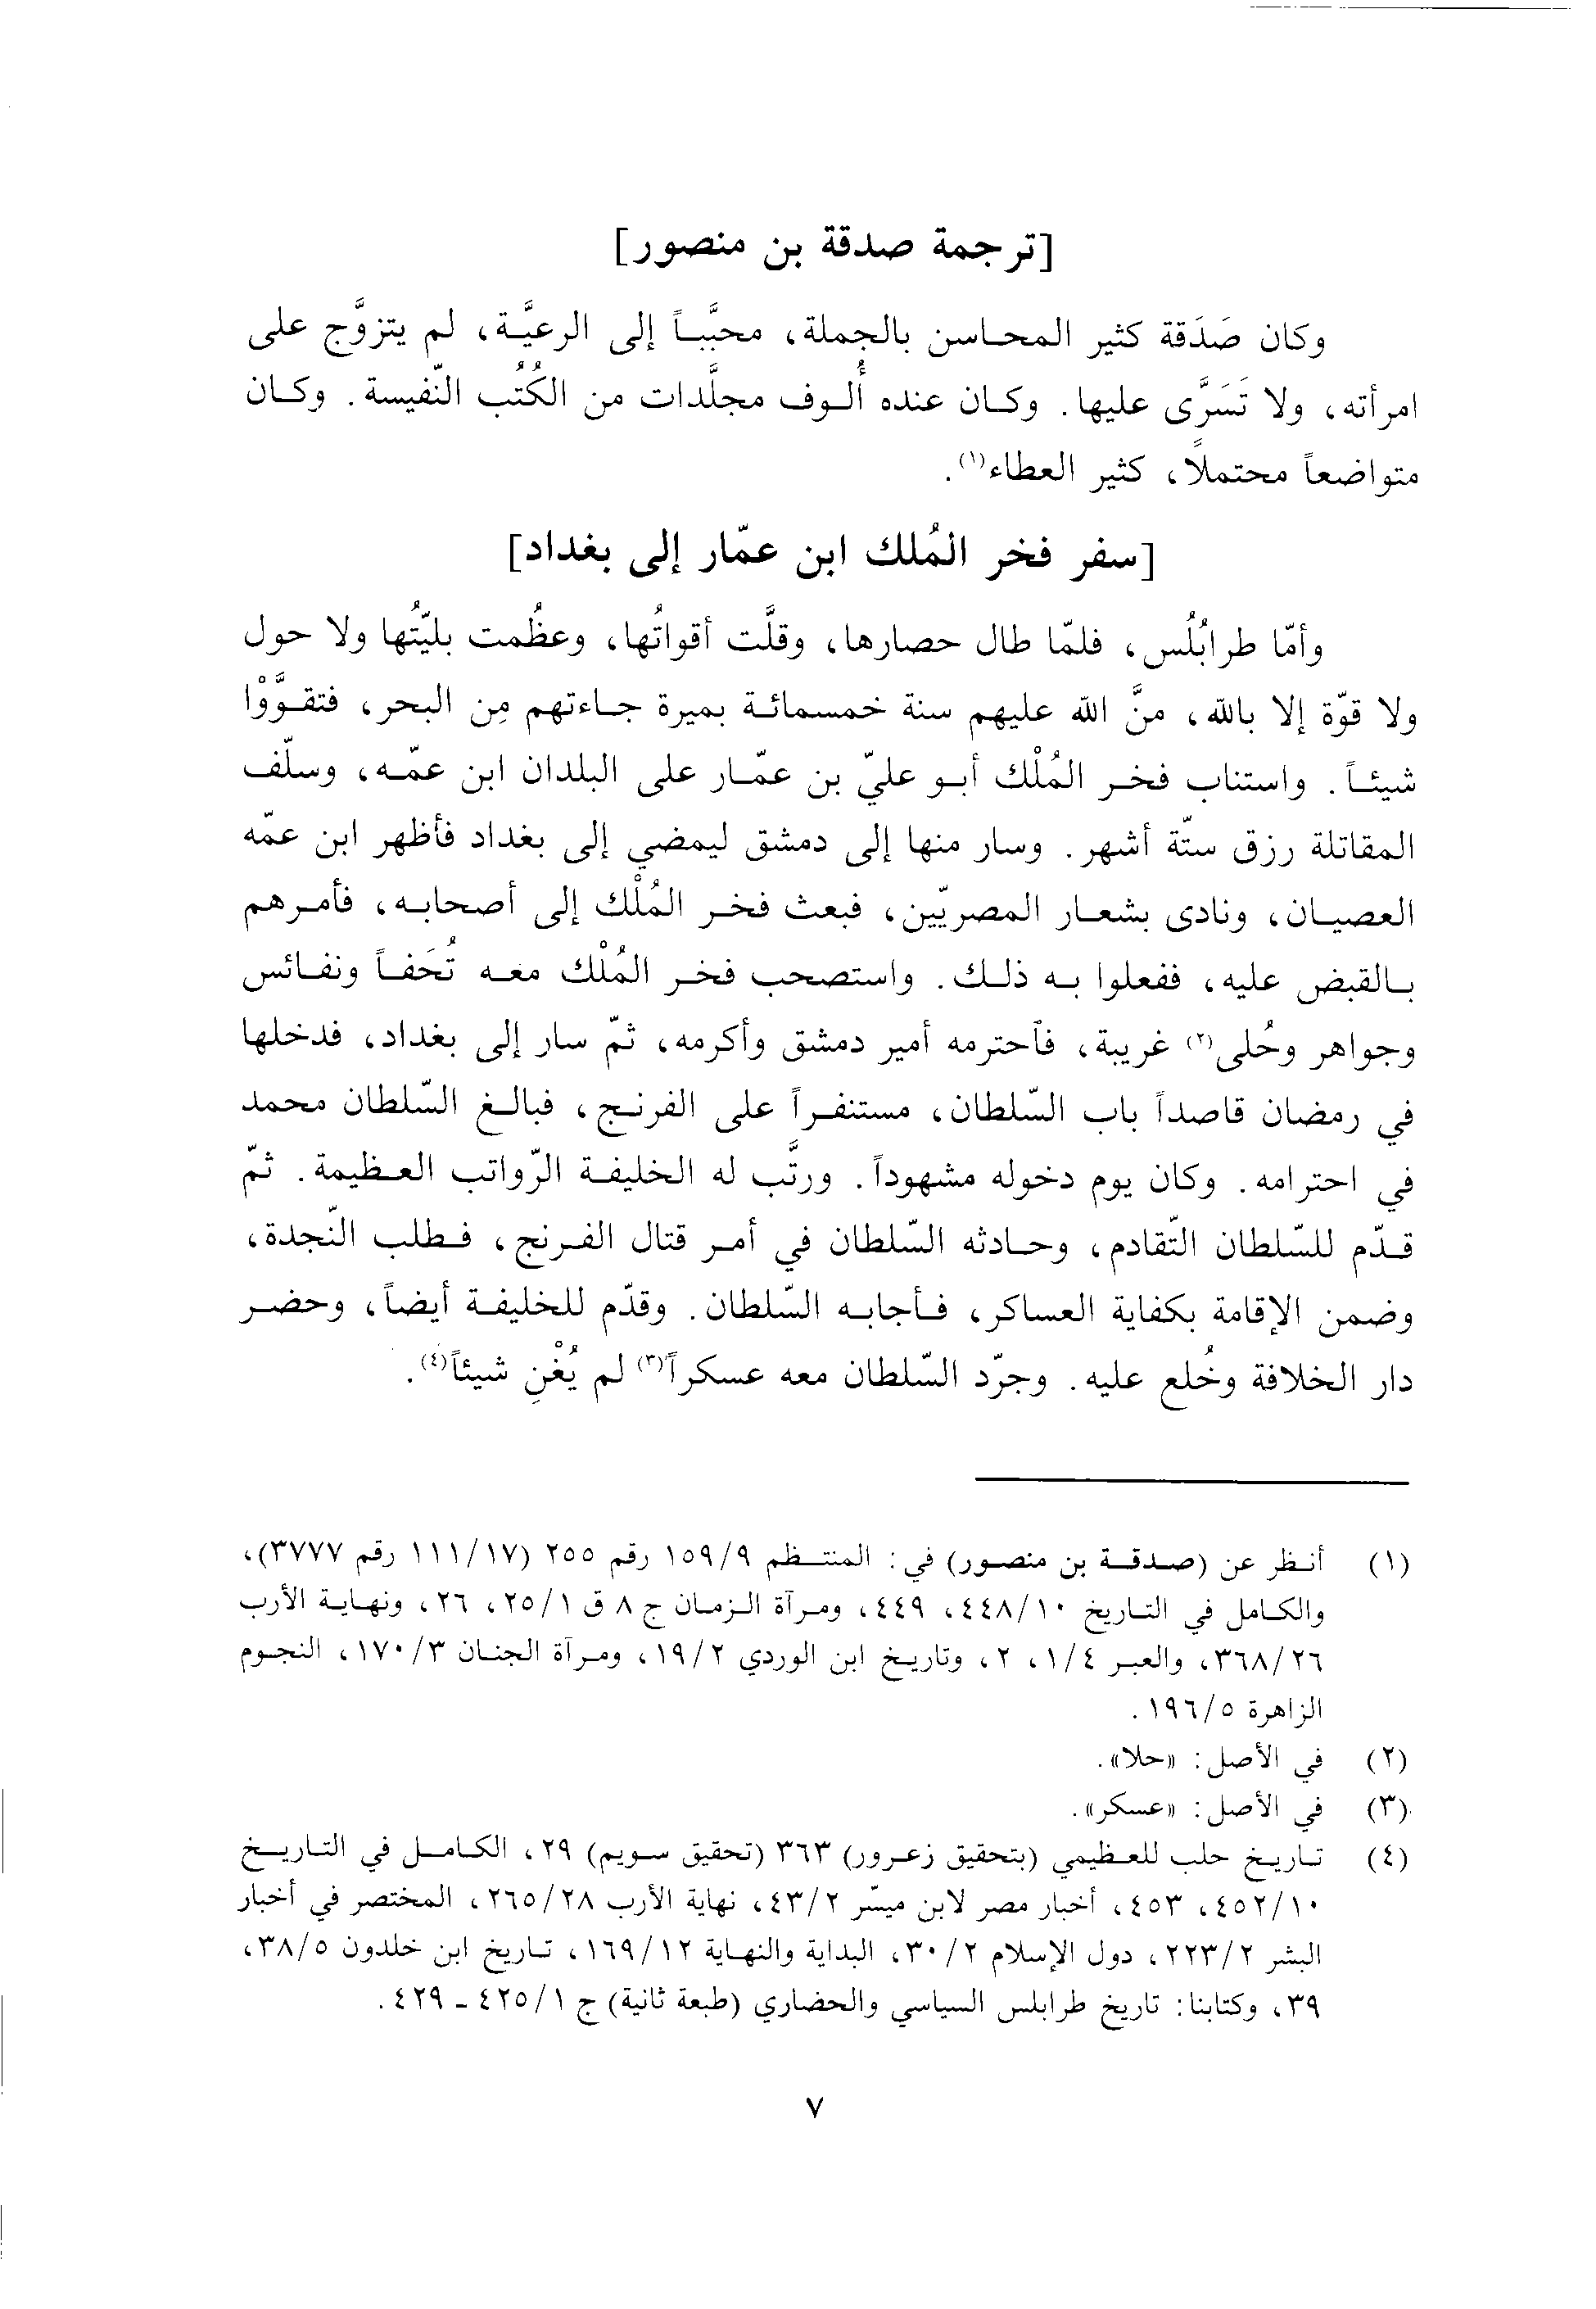 [ترجمة صدقة بن منصور]
وكان صَدَقة كثير المحاسن بالجملة، محبَّباً إلى الرعيَّة، لم يتزوَّج على
امرأته، ولا تَسَرَّى عليها. وكان عنده أُلوف مجلَّدات من الكُتُب النّفيسة. وكان
متواضعاً محتملاً، كثير العطاء(١).
[سفر فخر المُلك ابن عمّار إلى بغداد]
وأمّا طرابُلُس، فلمّا طال حصارها، وقلَّت أقواتُها، وعظُمت بليّتُها ولا حول
ولا قوّة إلا بالله، منَّ الله عليهم سنة خمسمائة بميرة جاءتهم مِن البحر، فتقوَّوْا
شيئاً. واستناب فخر المُلْك أبو عليّ بن عمّار على البلدان ابن عمّه، وسلّف
المقاتلة رزق ستّة أشهر. وسار منها إلى دمشق ليمضي إلى بغداد فأظهر ابن عمّه
العصيان، ونادى بشعار المصريّين، فبعث فخر المُلْك إلى أصحابه، فأمرهم
بالقبض عليه، ففعلوا به ذلك. واستصحب فخر المُلْك معه تُحَفاً ونفائس
وجواهر وحُلى(٢) غريبة، فاحترمه أمير دمشق وأكرمه، ثمّ سار إلى بغداد، فدخلها
في رمضان قاصداً باب السّلطان، مستنفراً على الفرنج، فبالغ السّلطان محمد
في احترامه. وكان يوم دخوله مشهوداً. ورتَّب له الخليفة الرّواتب العظيمة. ثمّ
قدّم للسّلطان التّقادم، وحادثه السّلطان في أمر قتال الفرنج، فطلب النّجدة،
وضمن الإقامة بكفاية العساكر، فأجابه السّلطان. وقدّم للخليفة أيضاً، وحضر
دار الخلافة وخُلع عليه. وجرّد السّلطان معه عسكراً(٣) لم يُغْنِ شيئاً(٤).
(١) أنظر عن (صدقة بن منصور) في: المنتظم ١٥٩/٩ رقم ٢٥٥ (١١١/١٧ رقم ٣٧٧٧)،
والكامل في التاريخ ٤٤٨/١٠، ٤٤٩، ومرآة الزمان ج ٨ ق ٢٥/١، ٢٦، ونهاية الأرب
٣٦٨/٢٦، والعبر ١/٤، ٢، وتاريخ ابن الوردي ١٩/٢، ومرآة الجنان ١٧٠/٣، النجوم
الزاهرة ١٩٦/٥.
(٢) في الأصل: «حلا».
(٣) في الأصل: «عسكر».
(٤) تاريخ حلب للعظيمي (بتحقيق زعرور) ٣٦٣ (تحقيق سويم) ٢٩، الكامل في التاريخ
٤٥٢/١٠، ٤٥٣، أخبار مصر لابن ميسّر ٤٣/٢، نهاية الأرب ٢٦٥/٢٨، المختصر في أخبار
البشر ٢٢٣/٢، دول الإسلام ٣٠/٢، البداية والنهاية ١٦٩/١٢، تاريخ ابن خلدون ٣٨/٥،
٣٩، وكتابنا: تاريخ طرابلس السياسي والحضاري (طبعة ثانية) ج ٤٢٥/١ - ٤٢٩.
٧